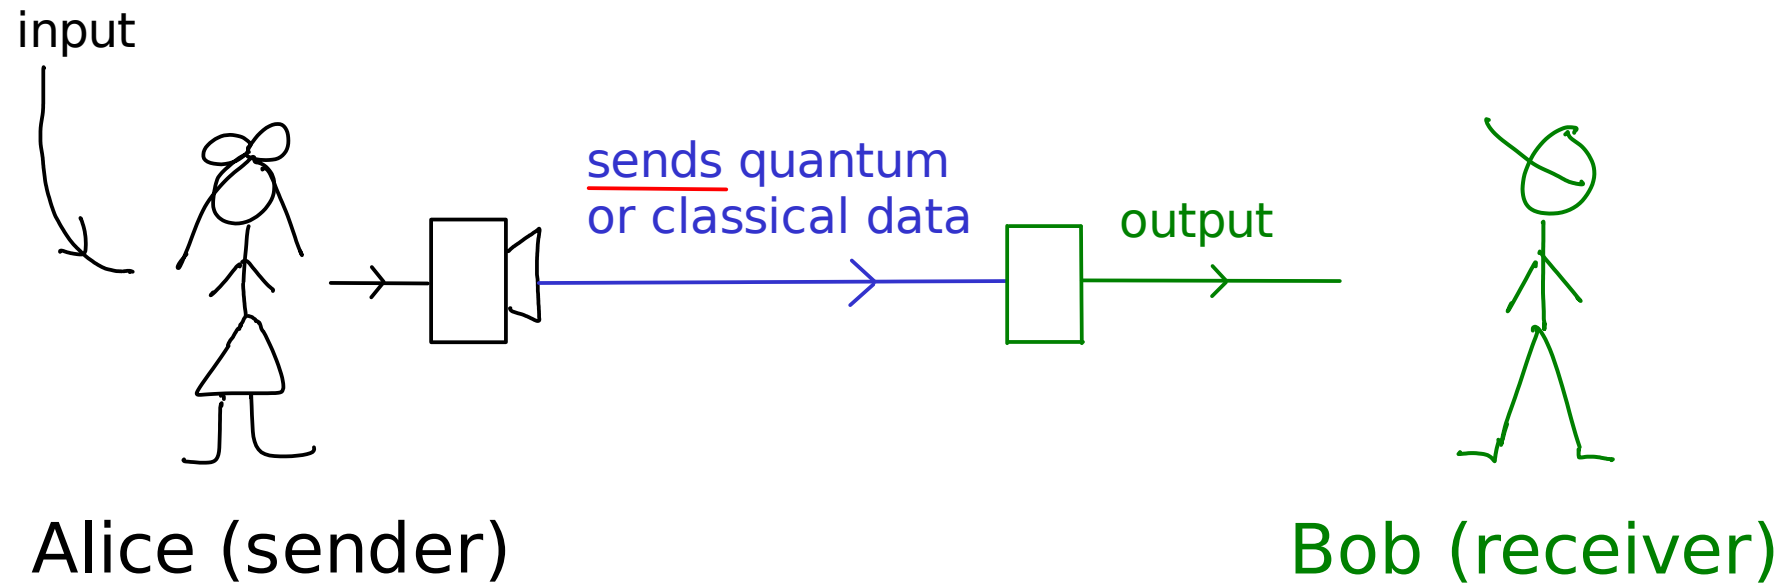 input
sends quantum
or classical data
output
Alice (sender)
Bob (receiver)